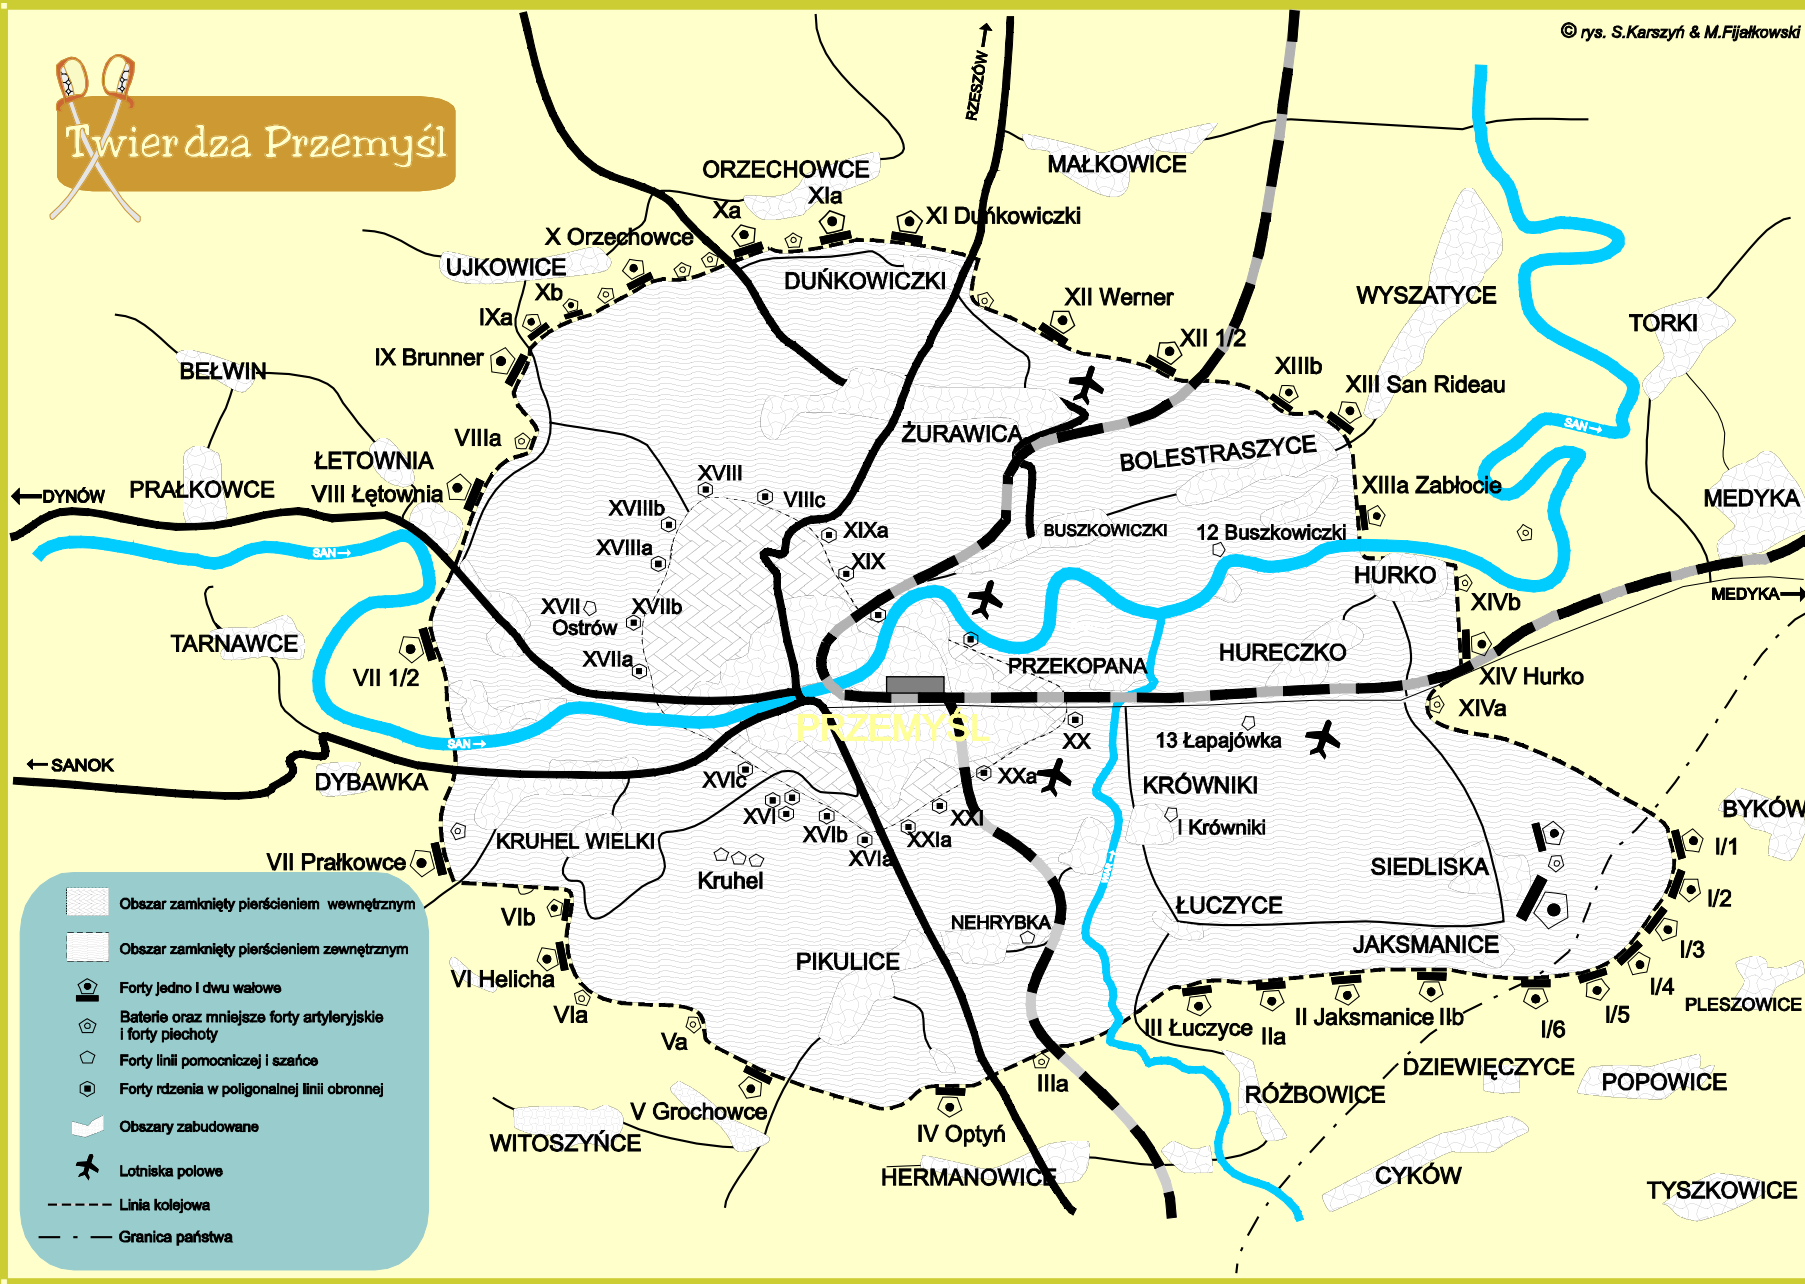 © rys. S.Karszyń & M.Fijałkowski
Twierdza Przemyśl
RZESZÓW
ORZECHOWCE
MAŁKOWICE
XIa
Xa
XI Duńkowiczki
X Orzechowce
UJKOWICE
DUŃKOWICZKI
Xb
XII Werner
WYSZATYCE
IXa
TORKI
XII 1/2
IX Brunner
BEŁWIN
XIIIb
XIII San Rideau
SAN
VIIIa
ŻURAWICA
ŁETOWNIA
BOLESTRASZYCE
XVIII
PRAŁKOWCE
VIII Łętownia
DYNÓW
VIIIc
XIIIa Zabłocie
MEDYKA
XVIIIb
XIXa
BUSZKOWICZKI
12 Buszkowiczki
SAN
XVIIIa
XIX
HURKO
MEDYKA
XVII
Ostrów
XVIIb
XIVb
TARNAWCE
XVIIa
PRZEKOPANA
HURECZKO
VII 1/2
XIV Hurko
XIVa
PRZEMYŚL
XX
13 Łapajówka
SAN
SANOK
DYBAWKA
XVIc
XXa
KRÓWNIKI
BYKÓW
XVI
XVIb
XXI
XXIa
I Krówniki
KRUHEL WIELKI
XVIa
I/1
VII Prałkowce
Kruhel
SAN
SIEDLISKA
I/2
ŁUCZYCE
VIb
NEHRYBKA
JAKSMANICE
I/3
PIKULICE
VI Helicha
I/4
PLESZOWICE
VIa
III Łuczyce
IIa
II Jaksmanice
IIb
I/6
I/5
Va
IIIa
DZIEWIĘCZYCE
POPOWICE
RÓŻBOWICE
V Grochowce
WITOSZYŃCE
IV Optyń
HERMANOWICE
CYKÓW
TYSZKOWICE
Obszar zamknięty pierścieniem wewnętrznym
Obszar zamknięty pierścieniem zewnętrznym
Forty jedno i dwu wałowe
Baterie oraz mniejsze forty artyleryjskie
i forty piechoty
Forty linii pomocniczej i szańce
Forty rdzenia w poligonalnej linii obronnej
Obszary zabudowane
Lotniska polowe
Linia kolejowa
Granica państwa